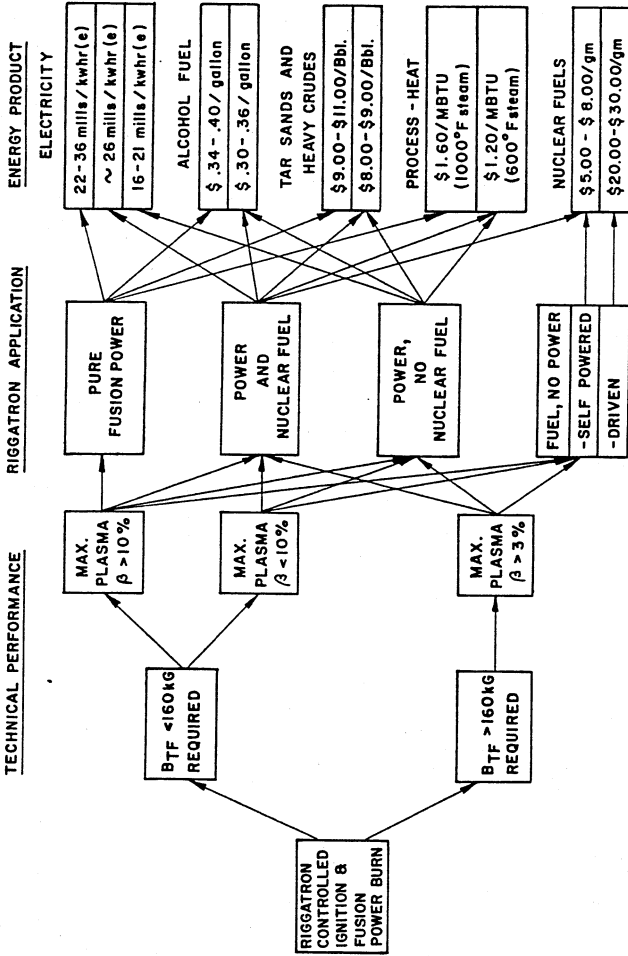 TECHNICAL PERFORMANCE
RIGGATRON APPLICATION
ENERGY PRODUCT
RIGGATRON
CONTROLLED
IGNITION &
FUSION
POWER BURN
BTF <160kG
REQUIRED
BTF >160kG
REQUIRED
MAX.
PLASMA
β >10%
MAX.
PLASMA
β <10%
MAX.
PLASMA
β > 3%
PURE
FUSION POWER
POWER
AND
NUCLEAR FUEL
POWER,
NO
NUCLEAR FUEL
FUEL, NO POWER
-SELF POWERED
-DRIVEN
ELECTRICITY
22-36 mills/kwhr(e)
~ 26 mills/kwhr(e)
16-21 mills/kwhr(e)
ALCOHOL FUEL
$.34-.40/gallon
$.30-.36/gallon
TAR SANDS AND
HEAVY CRUDES
$9.00-$11.00/Bbl.
$8.00-$9.00/Bbl.
PROCESS-HEAT
$1.60/MBTU
(1000°F steam)
$1.20/MBTU
(600°F steam)
NUCLEAR FUELS
$5.00 - $8.00/gm
$20.00-$30.00/gm